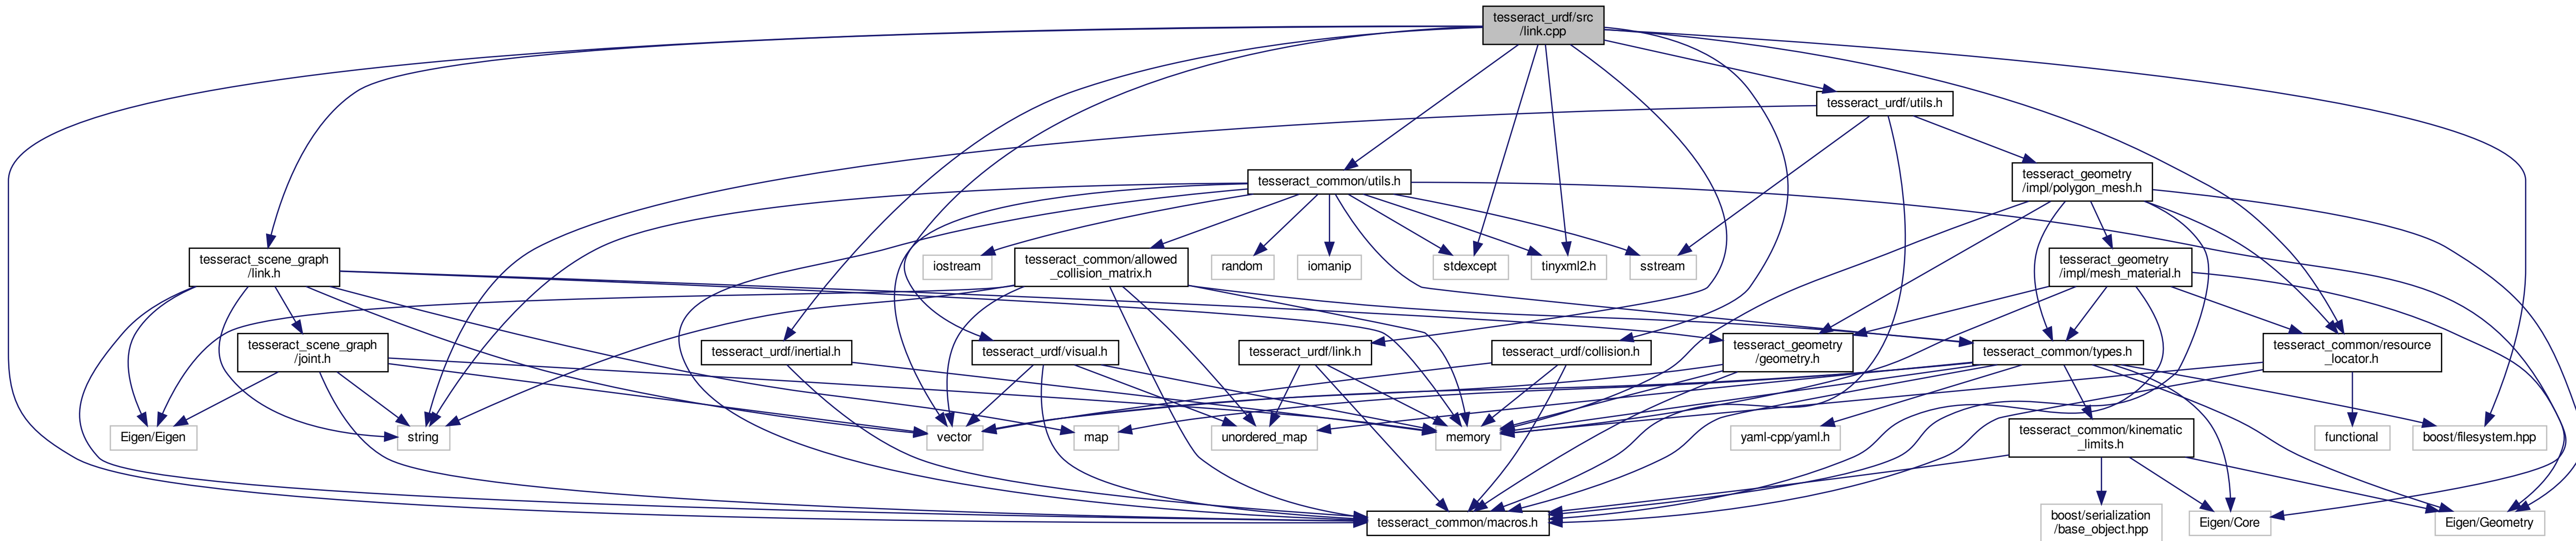 tesseract_urdf/src
/link.cpp
tesseract_urdf/utils.h
tesseract_common/utils.h
tesseract_geometry
/impl/polygon_mesh.h
tesseract_scene_graph
/link.h
iostream
tesseract_common/allowed
_collision_matrix.h
random
iomanip
stdexcept
tinyxml2.h
sstream
tesseract_geometry
/impl/mesh_material.h
tesseract_scene_graph
/joint.h
tesseract_urdf/inertial.h
tesseract_urdf/visual.h
tesseract_urdf/link.h
tesseract_urdf/collision.h
tesseract_geometry
/geometry.h
tesseract_common/types.h
tesseract_common/resource
_locator.h
Eigen/Eigen
string
vector
map
unordered_map
memory
yaml-cpp/yaml.h
tesseract_common/kinematic
_limits.h
functional
boost/filesystem.hpp
tesseract_common/macros.h
boost/serialization
/base_object.hpp
Eigen/Core
Eigen/Geometry